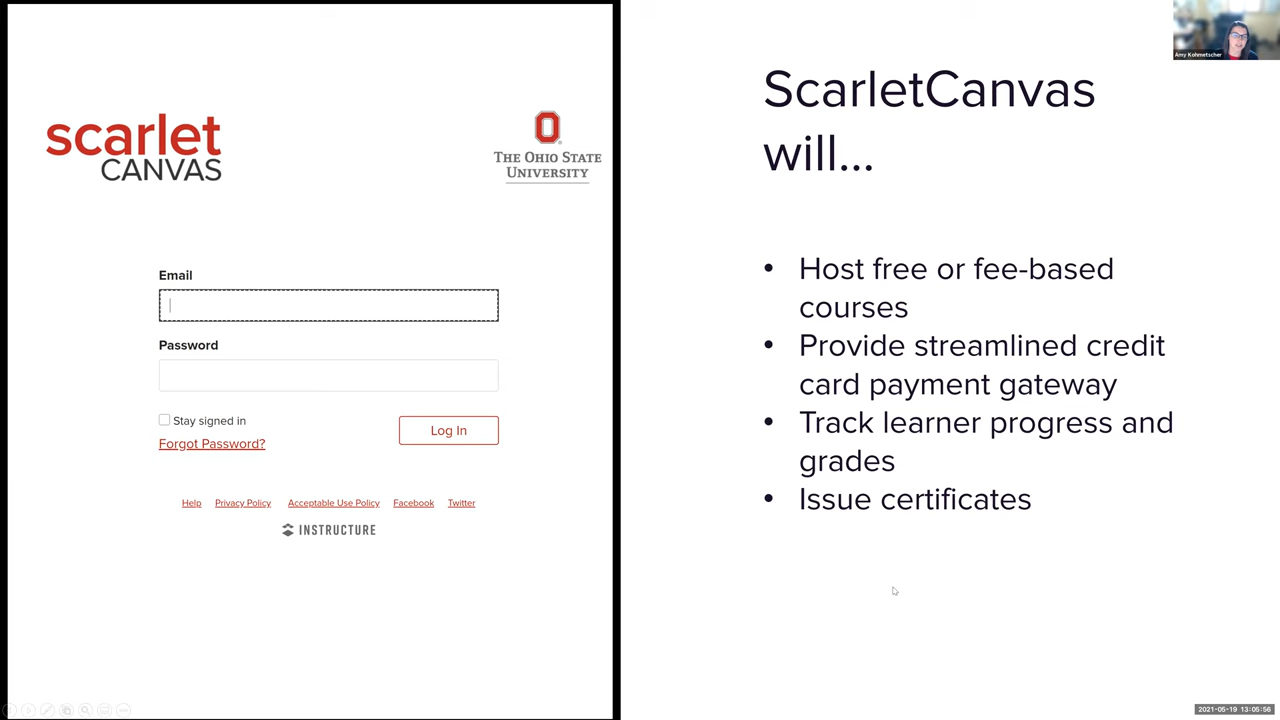 scarlet
CANVAS
O
THE OHIO STATE
UNIVERSITY
Email
Password
Stay signed in
Forgot Password?
Log In
Help Privacy Policy Acceptable Use Policy Facebook Twitter
INSTRUCTURE
ScarletCanvas
will...
• Host free or fee-based
courses
• Provide streamlined credit
card payment gateway
• Track learner progress and
grades
• Issue certificates
Amy Kohmetscher
2021-05-19 13:05:56